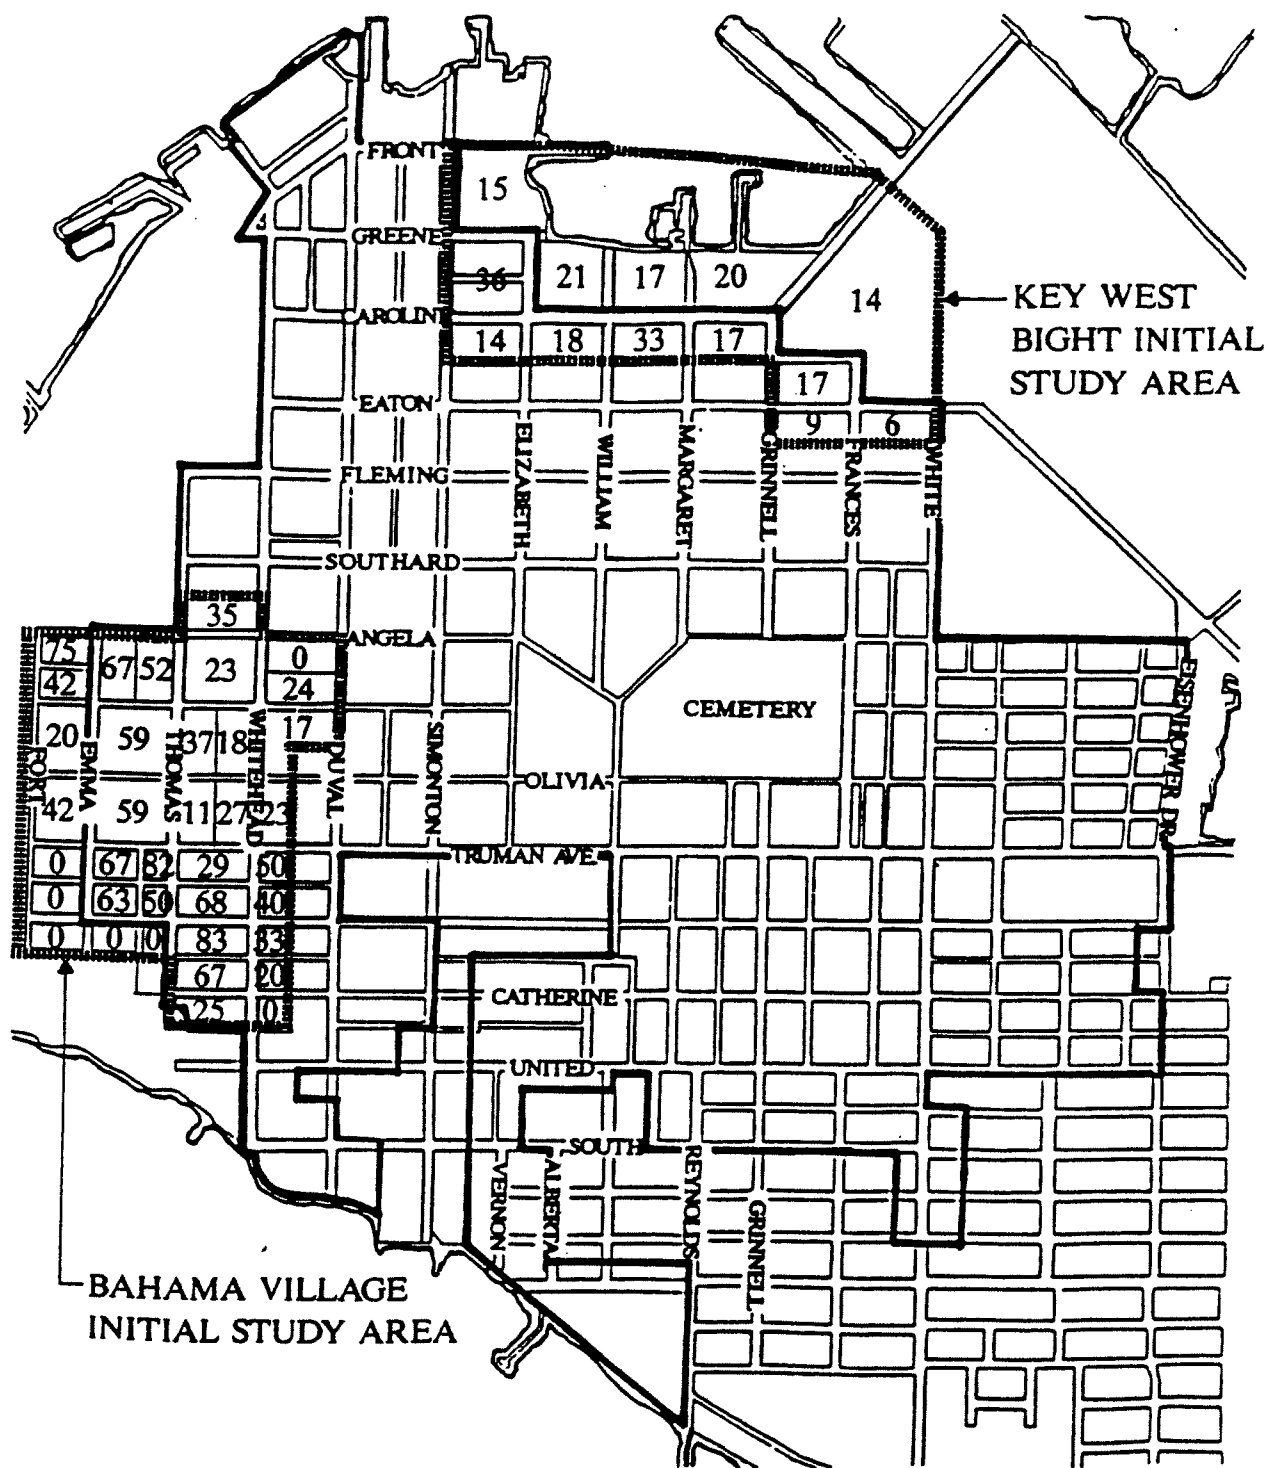 FRONT
15
GREENE
36
21
17
20
14
KEY WEST
BIGHT INITIAL
STUDY AREA
CAROLINE
14
18
33
17
17
EATON
9
6
ELIZABETH
WILLIAM
MARGARET
GRINNELL
FRANCES
WHITE
FLEMING
SOUTHARD
35
ANGELA
75
67
52
23
0
42
24
CEMETERY
EISENHOWER DR.
20
59
37
18
17
FORT
EMMA
THOMAS
WHITEHEAD
DUVAL
SIMONTON
OLIVIA
42
59
11
27
23
TRUMAN AVE.
0
67
82
29
50
0
63
50
68
40
0
0
0
83
33
67
20
CATHERINE
25
0
UNITED
SOUTH
VERNON
ALBERTA
REYNOLDS
GRINNELL
BAHAMA VILLAGE
INITIAL STUDY AREA